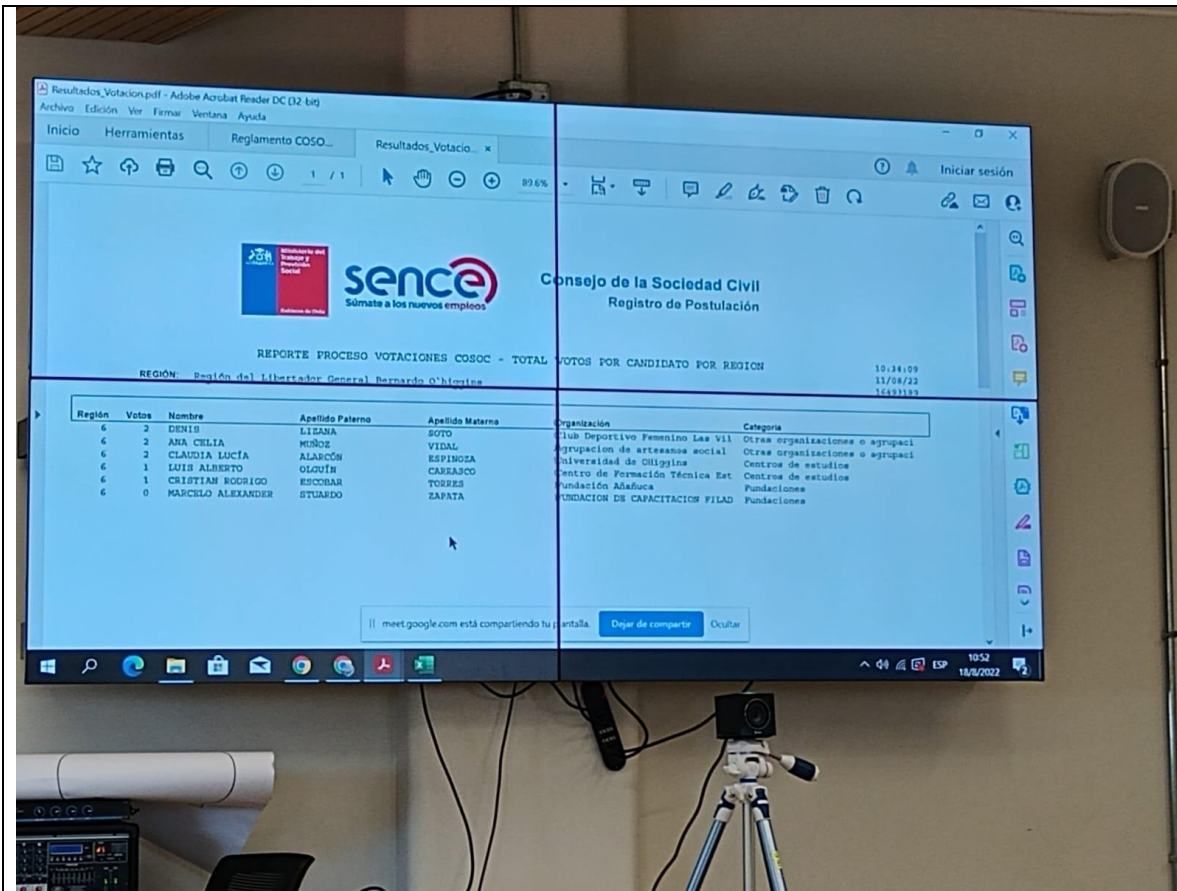 Resultados_Votacion.pdf - Adobe Acrobat Reader DC (32-bit)
Archivo Edición Ver Firmar Ventana Ayuda
Inicio Herramientas Reglamento COSO... Resultados_Votacio... ×
1 / 1 89.6% Iniciar sesión
Ministerio del
Trabajo y
Previsión
Social
Gobierno de Chile
sence
Súmate a los nuevos empleos
Consejo de la Sociedad Civil
Registro de Postulación
REPORTE PROCESO VOTACIONES COSOC - TOTAL VOTOS POR CANDIDATO POR REGION
10:34:09
REGIÓN: Región del Libertador General Bernardo O'higgins 11/08/22
Región Votos Nombre Apellido Paterno Apellido Materno Organización Categoria
6 2 DENIS LIZANA SOTO Club Deportivo Femenino Las Vil Otras organizaciones o agrupaci
6 2 ANA CELIA MUÑOZ VIDAL Agrupacion de artesanos social Otras organizaciones o agrupaci
6 2 CLAUDIA LUCÍA ALARCÓN ESPINOZA Universidad de OHiggins Centros de estudios
6 1 LUIS ALBERTO OLGUÍN CARRASCO Centro de Formación Técnica Est Centros de estudios
6 1 CRISTIAN RODRIGO ESCOBAR TORRES Fundación Añañuca Fundaciones
6 0 MARCELO ALEXANDER STUARDO ZAPATA FUNDACION DE CAPACITACION FILAD Fundaciones
meet.google.com está compartiendo tu pantalla. Dejar de compartir Ocultar
ESP 10:52
18/8/2022 2